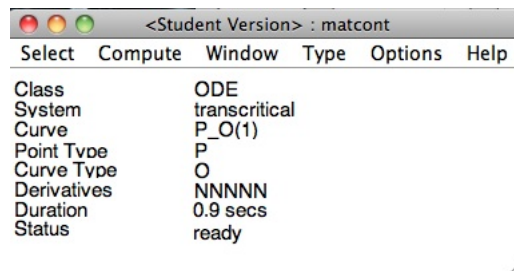 <Student Version> : matcont
Select Compute Window Type Options Help
Class ODE
System transcritical
Curve P_O(1)
Point Type P
Curve Type O
Derivatives NNNNN
Duration 0.9 secs
Status ready